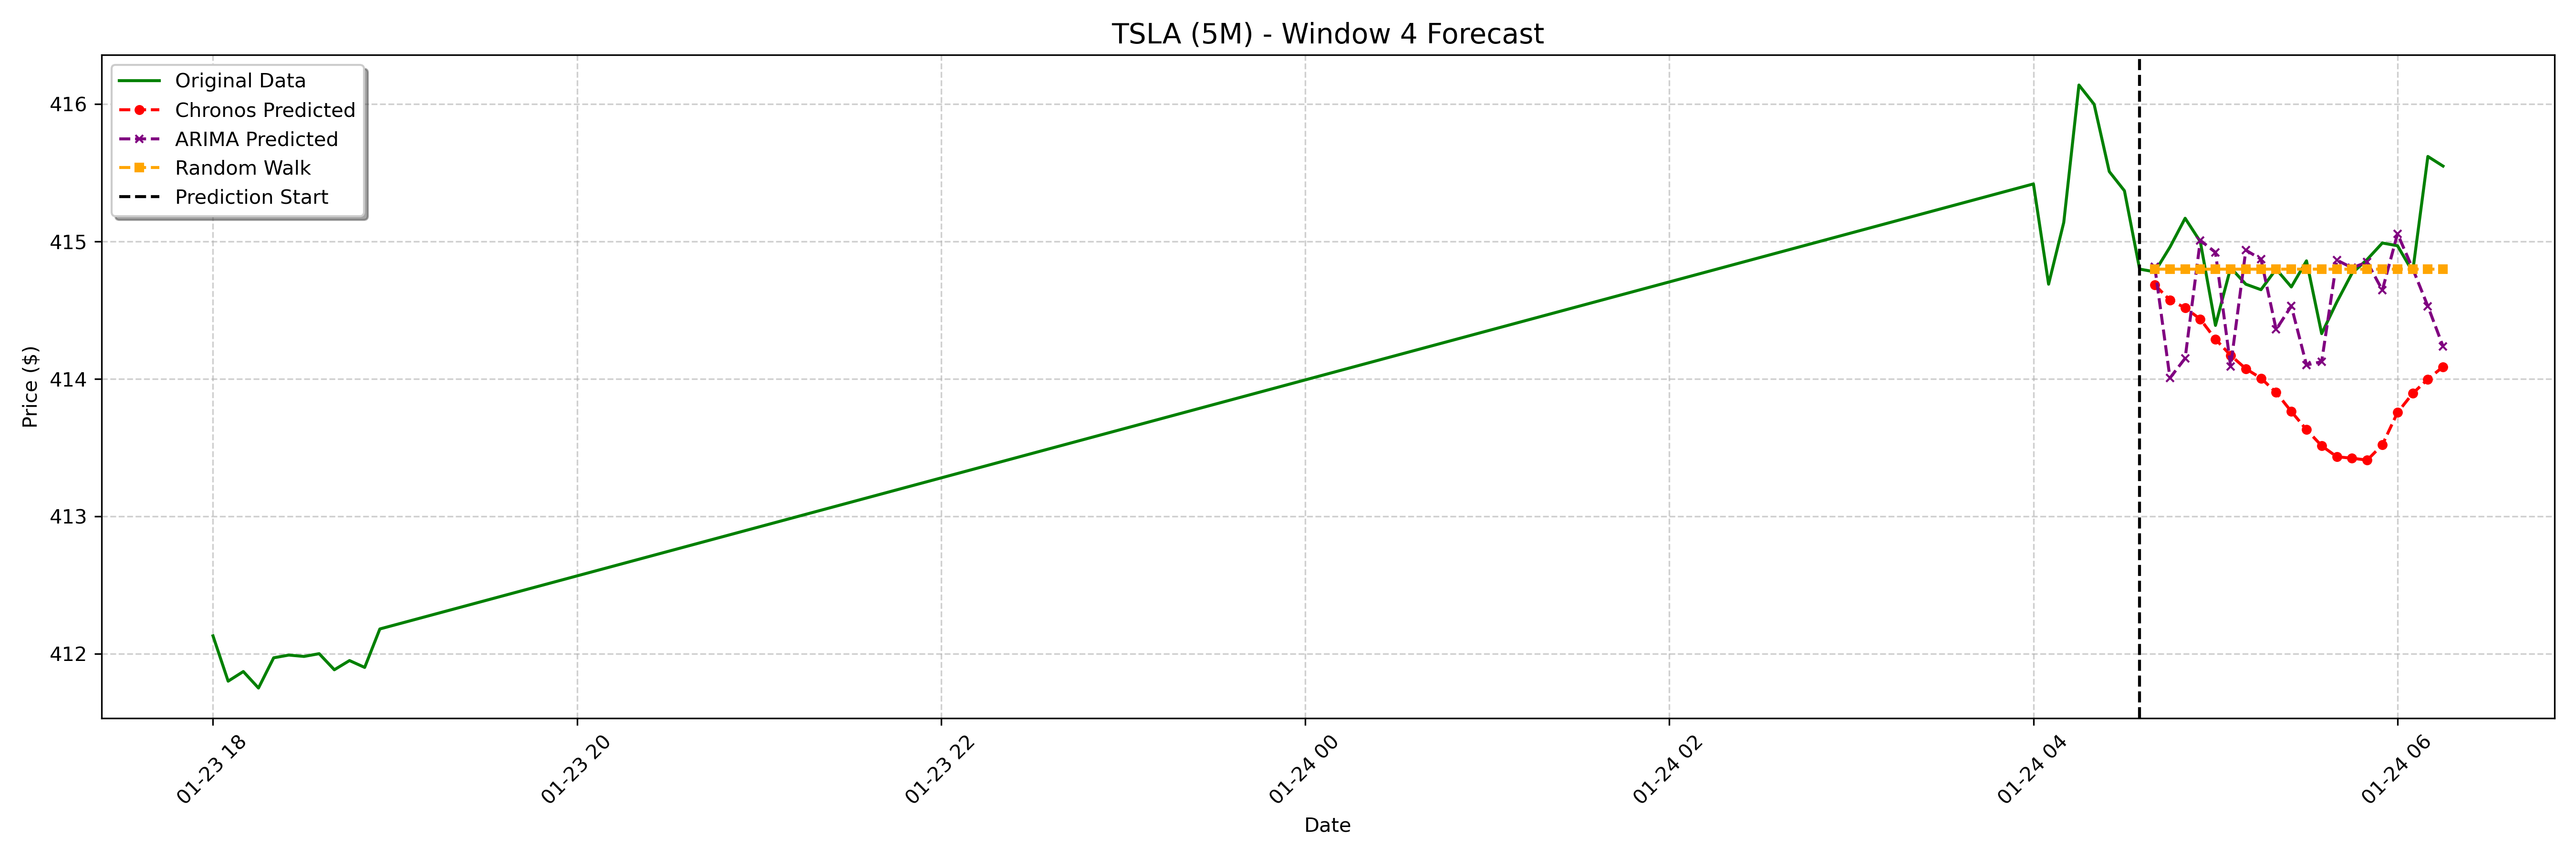 TSLA (5M) - Window 4 Forecast
Original Data
Chronos Predicted
ARIMA Predicted
Random Walk
Prediction Start
416
415
414
413
412
Price ($)
01-23 18
01-23 20
01-23 22
01-24 00
01-24 02
01-24 04
01-24 06
Date